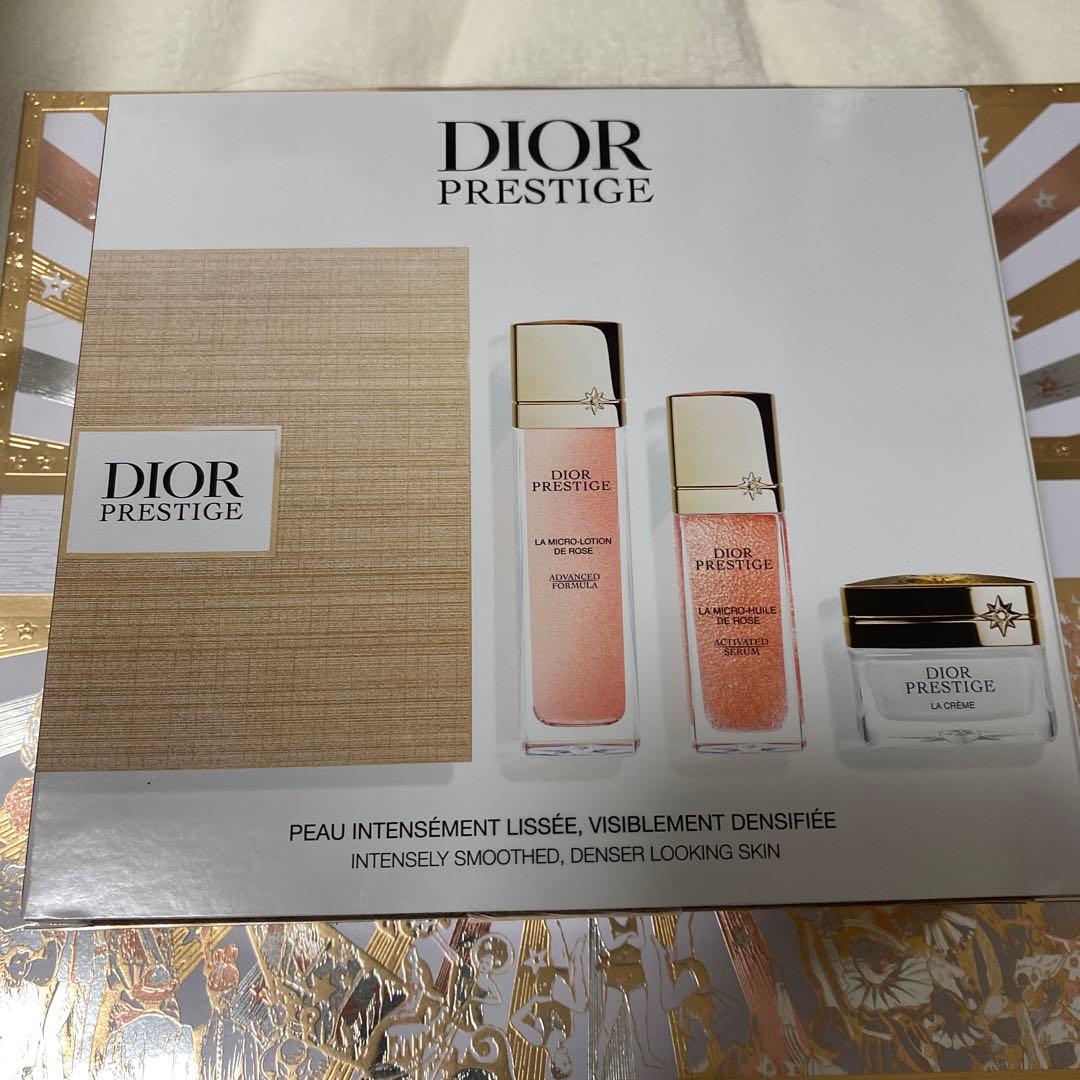 DIOR
PRESTIGE
DIOR
PRESTIGE
DIOR
PRESTIGE
LA MICRO-LOTION
DE ROSE
ADVANCED
FORMULA
DIOR
PRESTIGE
LA MICRO-HUILE
DE ROSE
ACTIVATED
SERUM
DIOR
PRESTIGE
LA CRÈME
PEAU INTENSÉMENT LISSÉE, VISIBLEMENT DENSIFIÉE
INTENSELY SMOOTHED, DENSER LOOKING SKIN